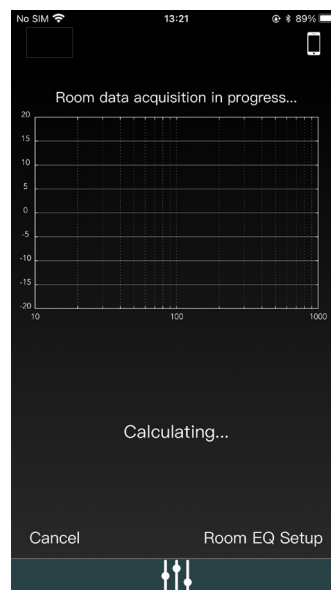 No SIM 13:21 89%
Room data acquisition in progress...
20
15
10
5
0
-5
-10
-15
-20
10 100 1000
Calculating...
Cancel Room EQ Setup